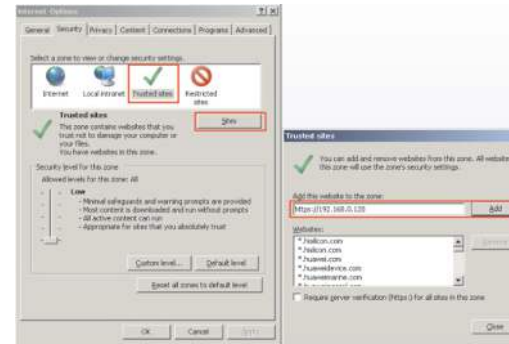 Internet Options
General Security Privacy Content Connections Programs Advanced
Select a zone to view or change security settings.
Internet Local intranet Trusted sites Restricted sites
Trusted sites
Sites
This zone contains websites that you
trust not to damage your computer or
your files.
You have websites in this zone.
Security level for this zone
Allowed levels for this zone: All
Low
- Minimal safeguards and warning prompts are provided
- Most content is downloaded and run without prompts
- All active content can run
- Appropriate for sites that you absolutely trust
Custom level... Default level
Reset all zones to default level
OK Cancel Apply
Trusted sites
You can add and remove websites from this zone. All website
this zone will use the zone's security settings.
Add this website to the zone:
https://192.168.0.120 Add
Websites:
*.hisilicon.com Remove
*.hisilicon.com
*.huawei.com
*.huaweidevice.com
*.huaweimarine.com
Require server verification (https:) for all sites in this zone
Close